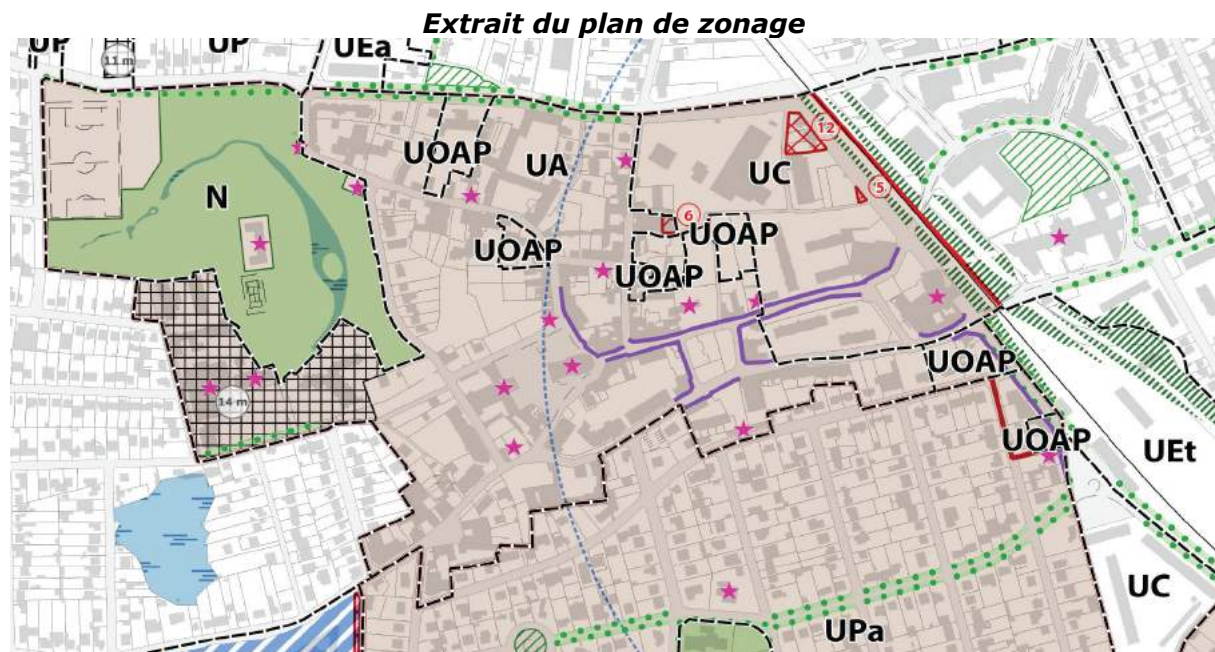 Extrait du plan de zonage
UP
11 m
UP
UEa
UOAP
UA
UC
12
5
N
6
UOAP
UOAP
UOAP
UOAP
14 m
UOAP
UEt
UC
UPa